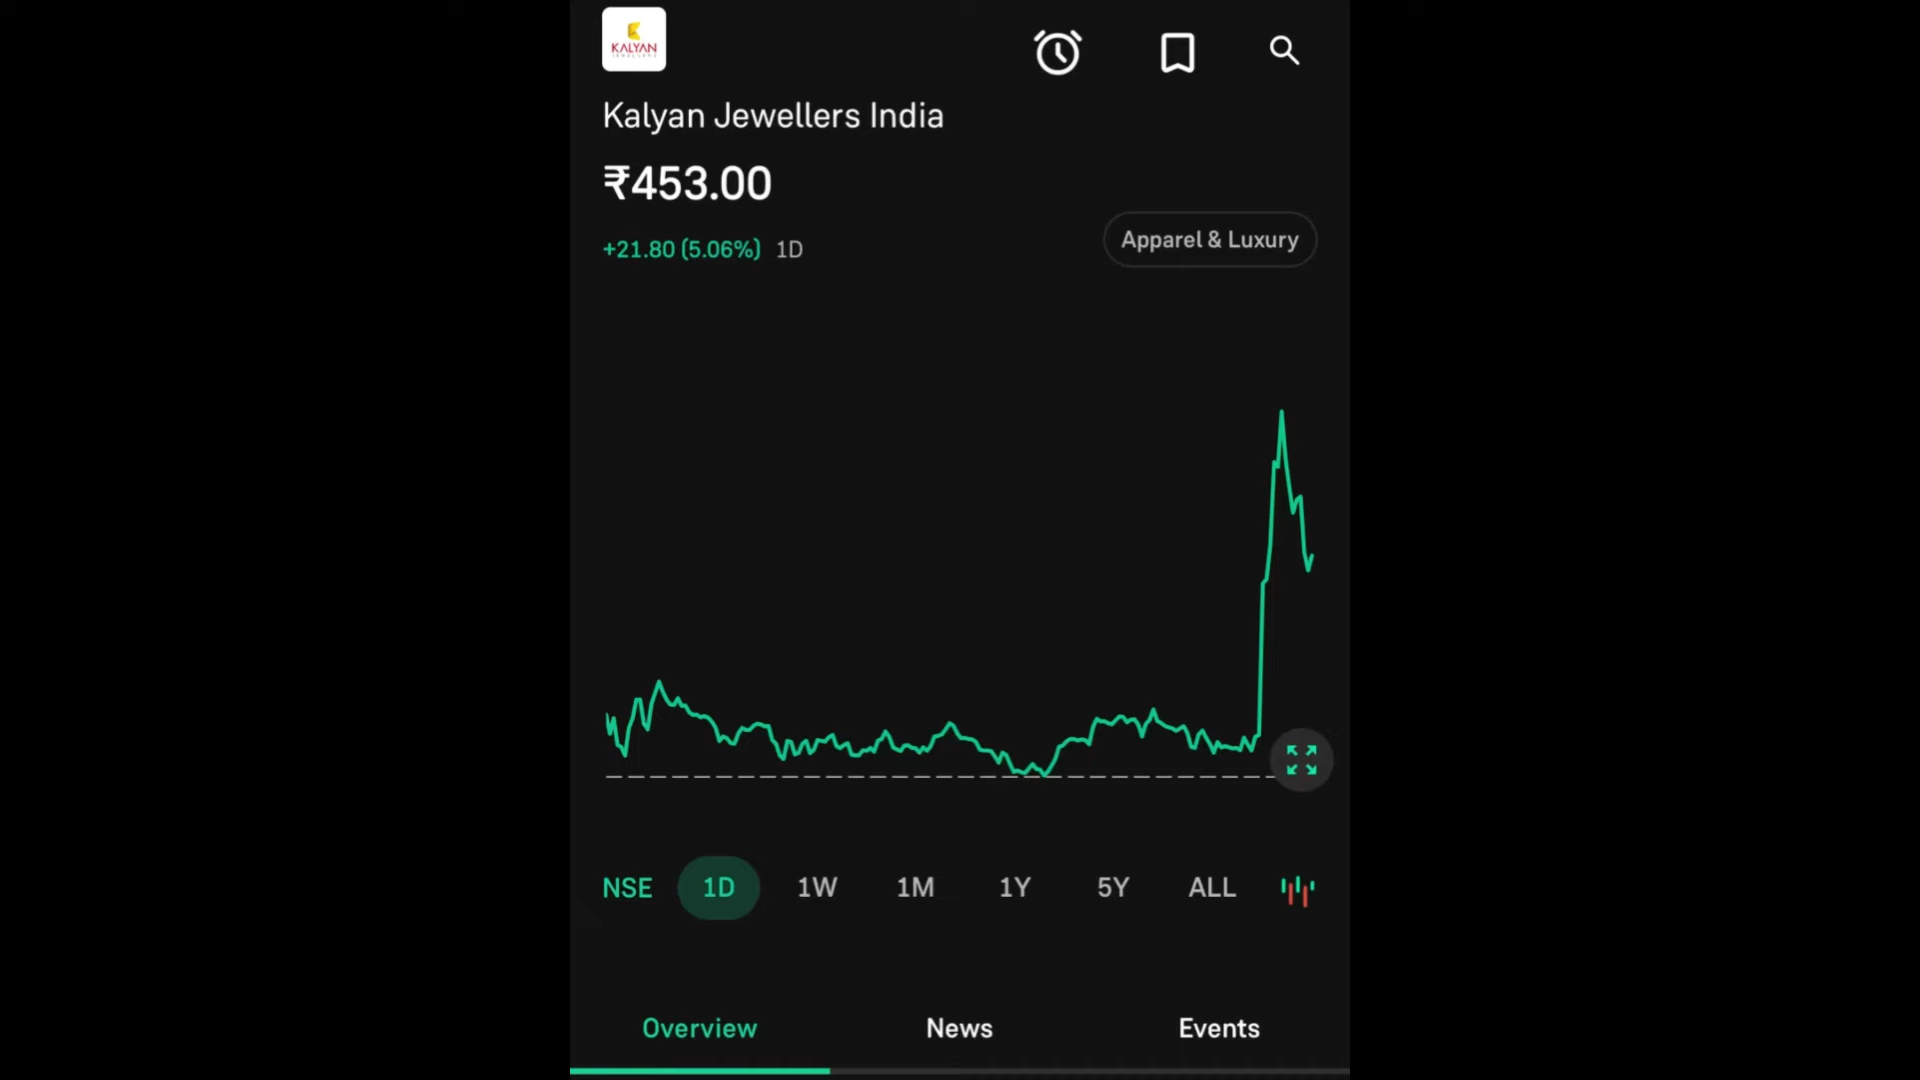 KALYAN
JEWELLERS
Kalyan Jewellers India
₹453.00
+21.80 (5.06%) 1D
Apparel & Luxury
NSE 1D 1W 1M 1Y 5Y ALL
Overview News Events